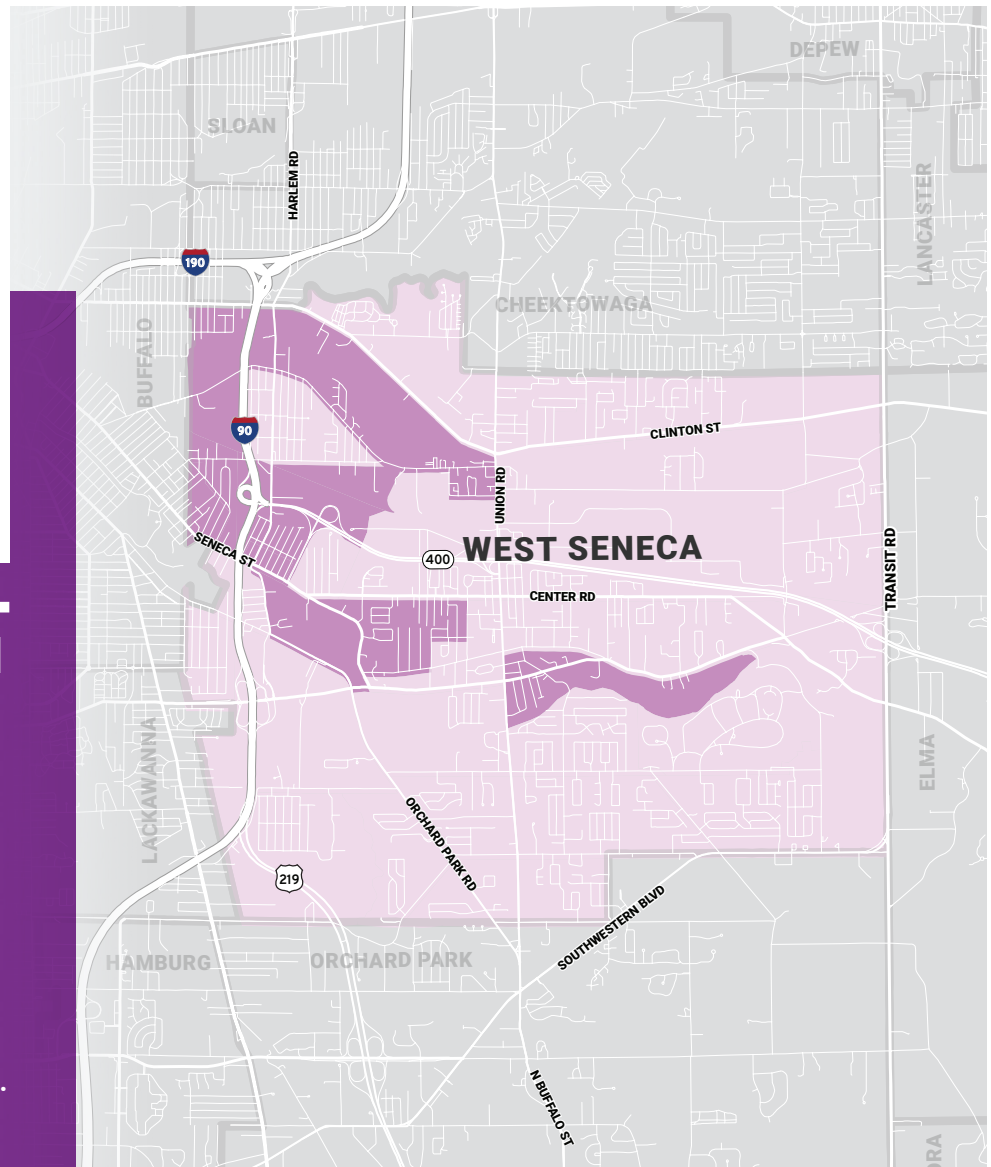 DEPEW
SLOAN
HARLEM RD
LANCASTER
190
CHEEKTOWAGA
BUFFALO
90
CLINTON ST
UNION RD
SENECA ST
WEST SENECA
400
TRANSIT RD
CENTER RD
LACKAWANNA
ELMA
ORCHARD PARK RD
219
SOUTHWESTERN BLVD
HAMBURG
ORCHARD PARK
N BUFFALO ST
RA